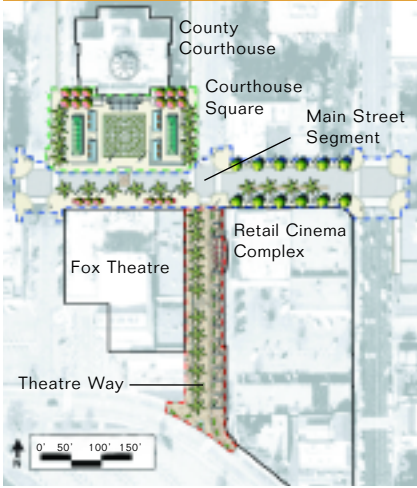 County
Courthouse
Courthouse
Square
Main Street
Segment
Retail Cinema
Complex
Fox Theatre
Theatre Way
N
0' 50' 100' 150'